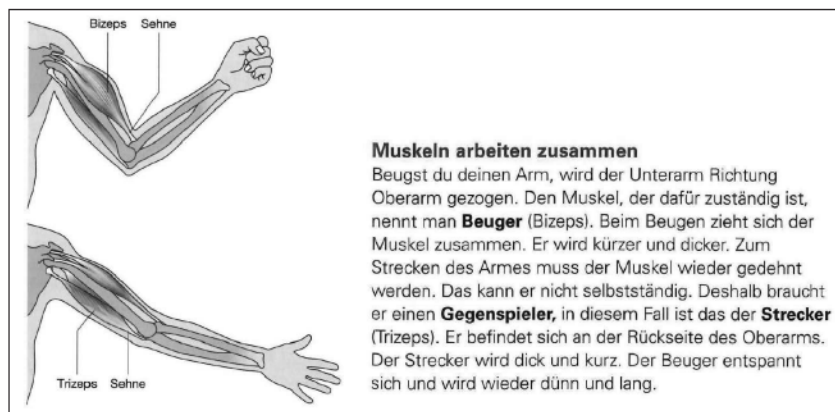 Bizeps Sehne
Muskeln arbeiten zusammen
Beugst du deinen Arm, wird der Unterarm Richtung
Oberarm gezogen. Den Muskel, der dafür zuständig ist,
nennt man Beuger (Bizeps). Beim Beugen zieht sich der
Muskel zusammen. Er wird kürzer und dicker. Zum
Strecken des Armes muss der Muskel wieder gedehnt
werden. Das kann er nicht selbstständig. Deshalb braucht
er einen Gegenspieler, in diesem Fall ist das der Strecker
(Trizeps). Er befindet sich an der Rückseite des Oberarms.
Der Strecker wird dick und kurz. Der Beuger entspannt
sich und wird wieder dünn und lang.
Trizeps Sehne